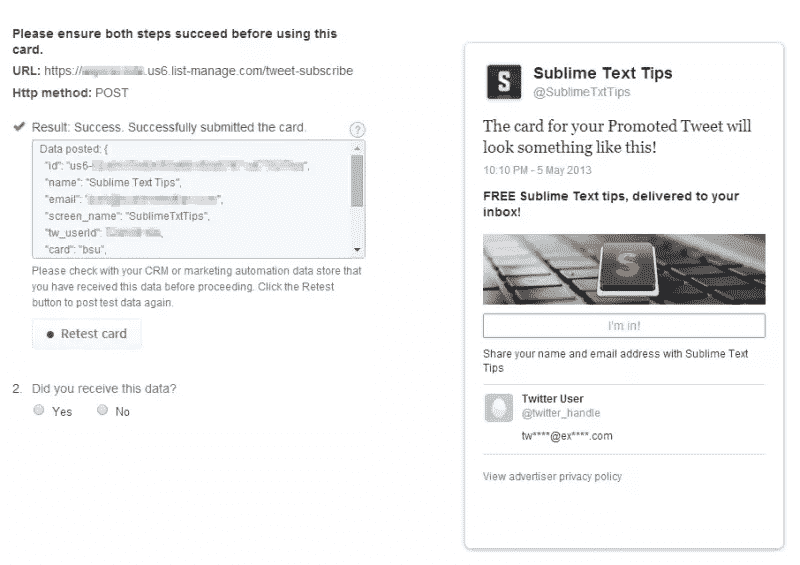 Please ensure both steps succeed before using this
card.
URL: https:// .us6.list-manage.com/tweet-subscribe
Http method: POST
Result: Success. Successfully submitted the card.
?
Data posted: {
"id": "us6- ",
"name": "Sublime Text Tips",
"email": " ",
"screen_name": "SublimeTxtTips",
"tw_userId": ,
"card": "bsu",
Please check with your CRM or marketing automation data store that
you have received this data before proceeding. Click the Retest
button to post test data again.
Retest card
2. Did you receive this data?
Yes No
S
Sublime Text Tips
@SublimeTxtTips
The card for your Promoted Tweet will
look something like this!
10:10 PM - 5 May 2013
FREE Sublime Text tips, delivered to your
inbox!
S
I'm in!
Share your name and email address with Sublime Text
Tips
Twitter User
@twitter_handle
tw****@ex****.com
View advertiser privacy policy